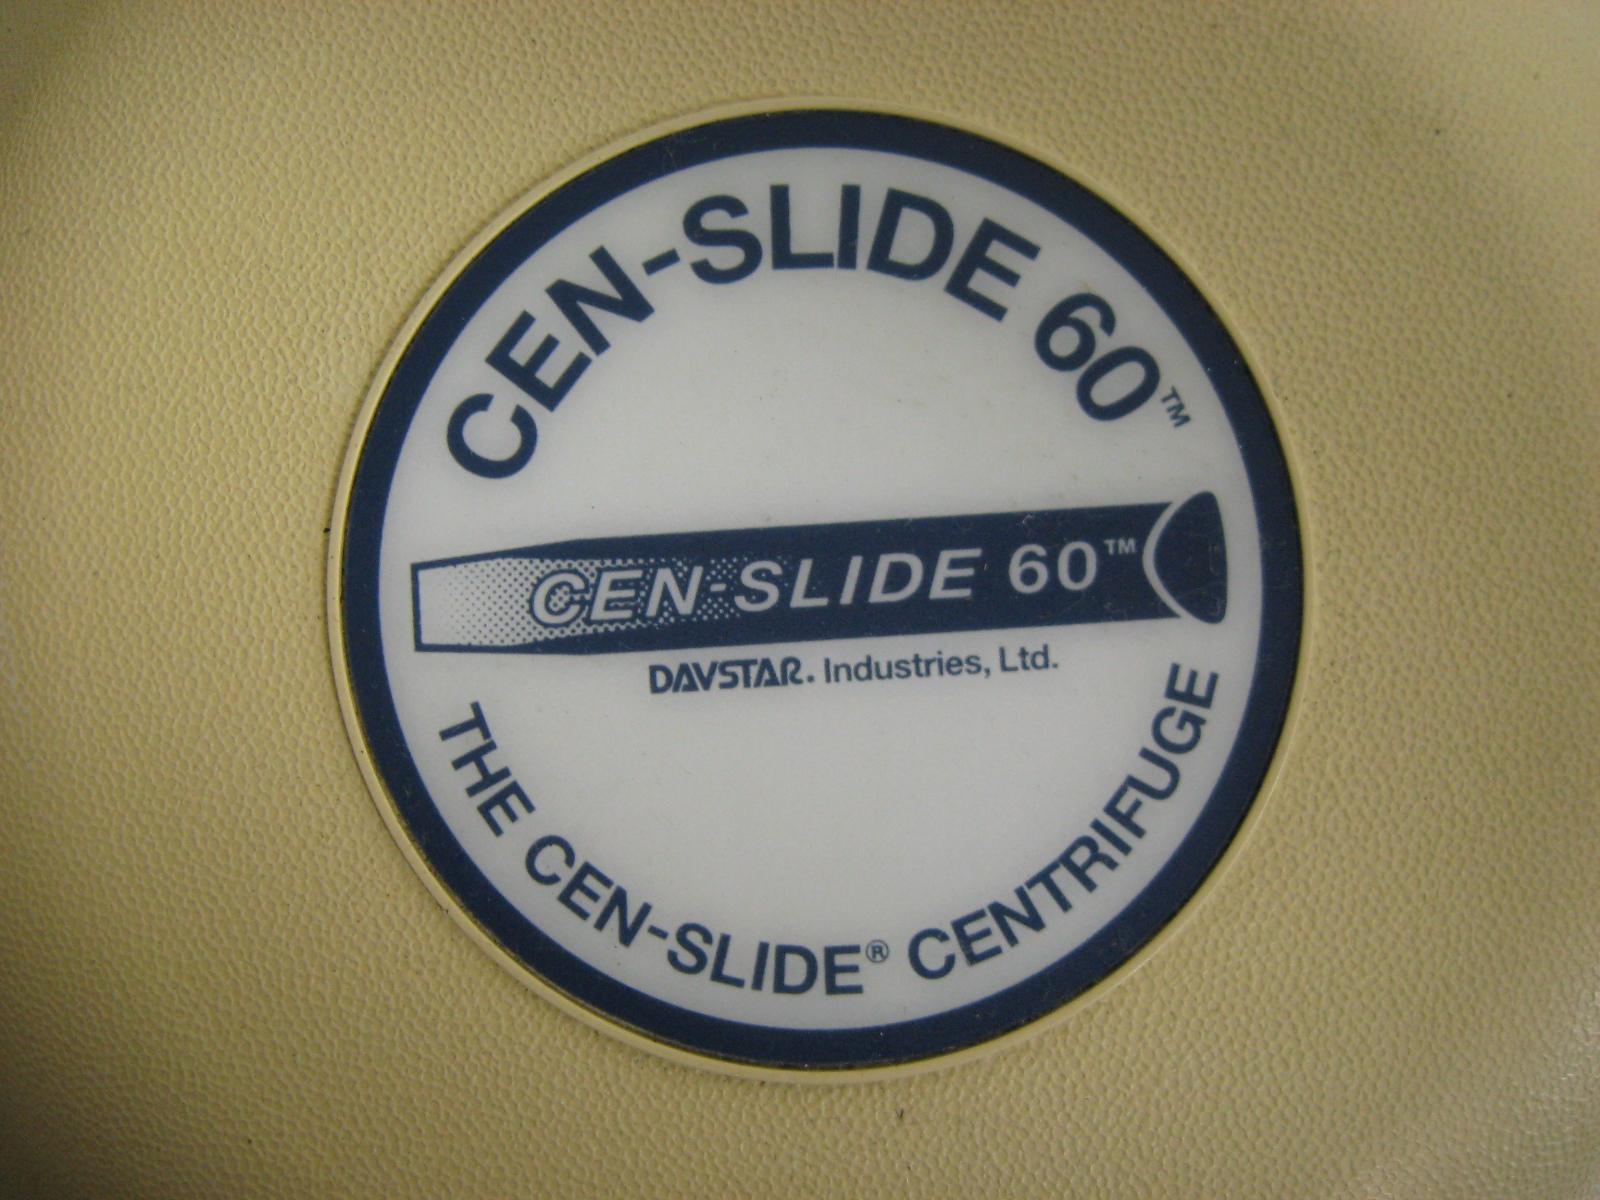 CEN-SLIDE 60™
CEN-SLIDE 60™
DAVSTAR. Industries, Ltd.
THE CEN-SLIDE® CENTRIFUGE